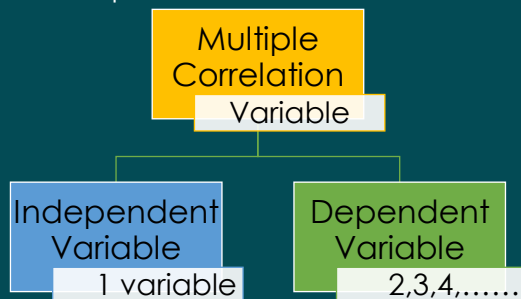 Multiple
Correlation
Variable
Independent
Variable
1 variable
Dependent
Variable
2,3,4,……